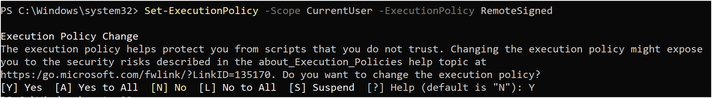 PS C:\Windows\system32> Set-ExecutionPolicy -Scope CurrentUser -ExecutionPolicy RemoteSigned
Execution Policy Change
The execution policy helps protect you from scripts that you do not trust. Changing the execution policy might expose
you to the security risks described in the about_Execution_Policies help topic at
https:/go.microsoft.com/fwlink/?LinkID=135170. Do you want to change the execution policy?
[Y] Yes  [A] Yes to All  [N] No  [L] No to All  [S] Suspend  [?] Help (default is "N"): Y